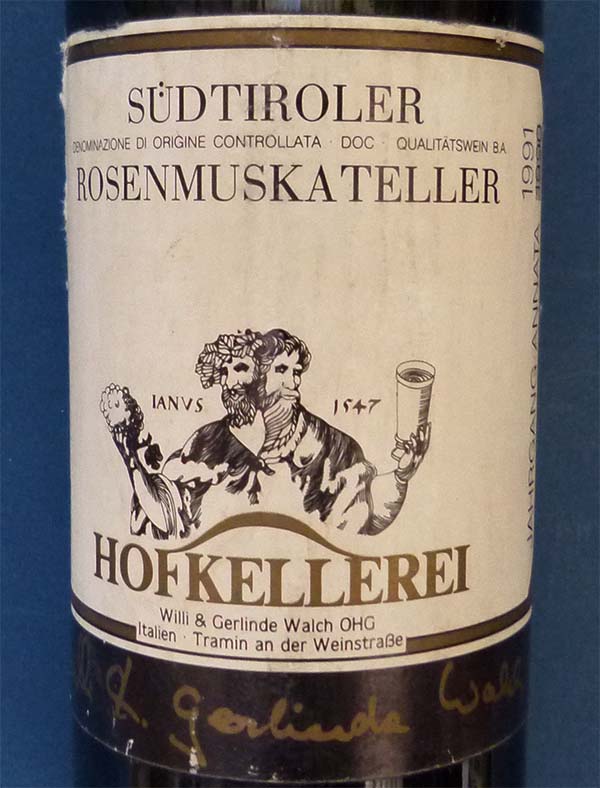 SÜDTIROLER
DENOMINAZIONE DI ORIGINE CONTROLLATA · DOC · QUALITÄTSWEIN B.A.
ROSENMUSKATELLER
IANVS 1547
HOFKELLEREI
Willi & Gerlinde Walch OHG
Italien · Tramin an der Weinstraße
JAHRGANG ANNATA 1991
& Gerlinde Walch